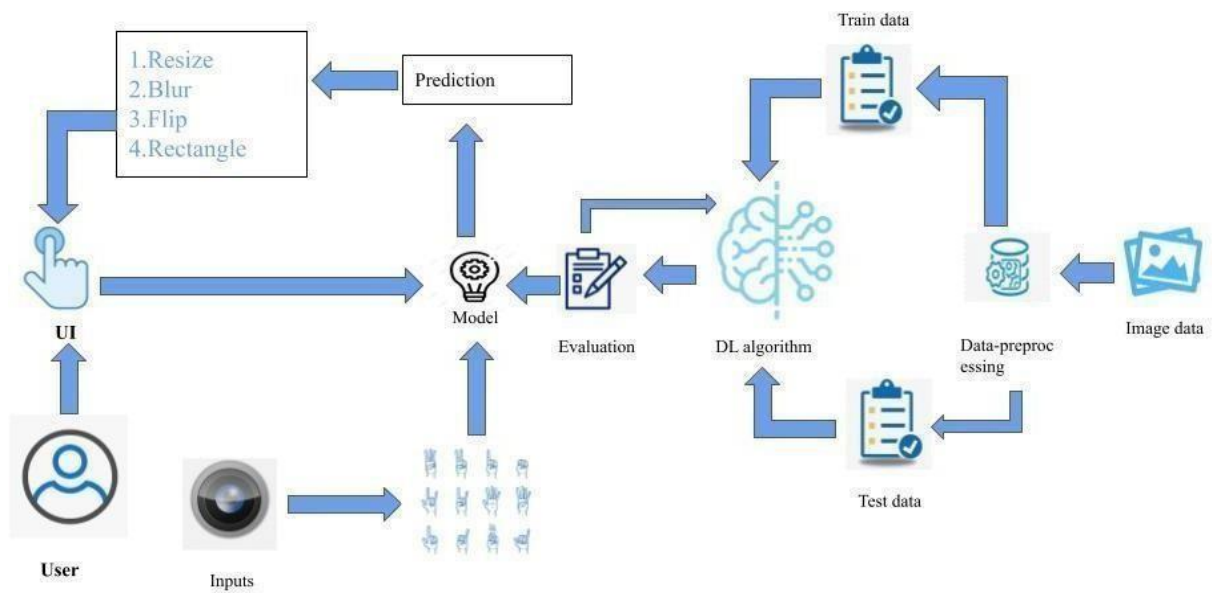 Train data
1.Resize
2.Blur
3.Flip
4.Rectangle
Prediction
UI
Model
Evaluation
DL algorithm
Data-preproc
essing
Image data
Test data
User
Inputs